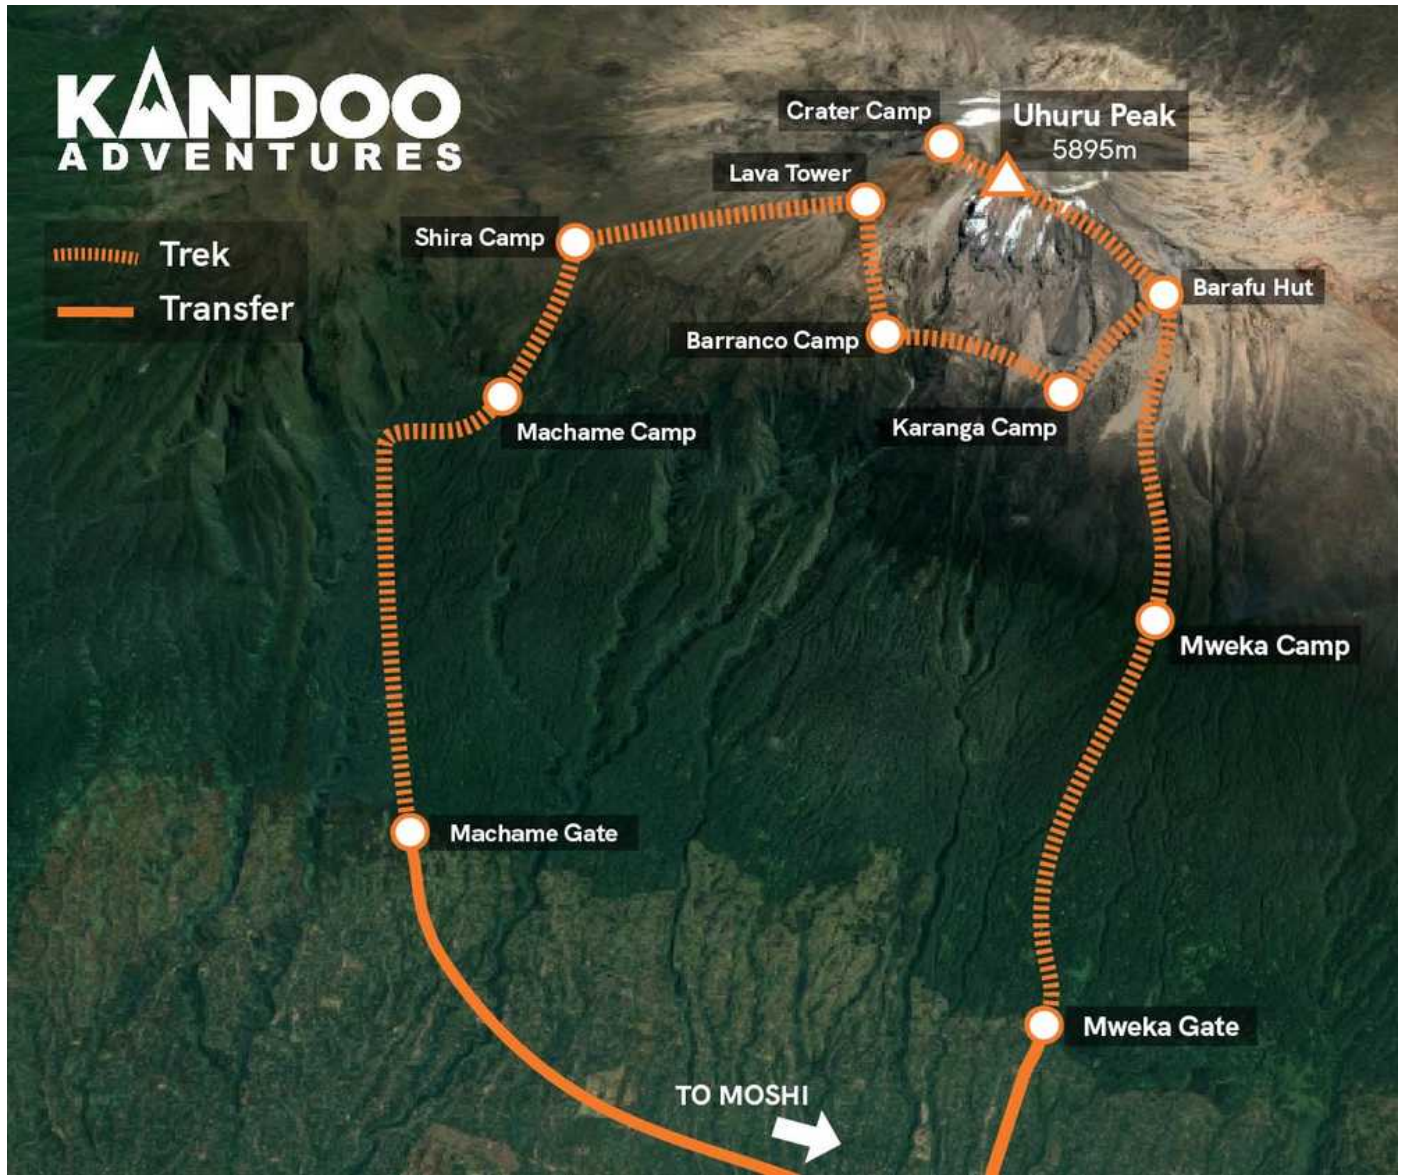 KANDOO
ADVENTURES
Trek
Transfer
Crater Camp
Uhuru Peak
5895m
Lava Tower
Shira Camp
Barafu Hut
Barranco Camp
Machame Camp
Karanga Camp
Mweka Camp
Machame Gate
Mweka Gate
TO MOSHI